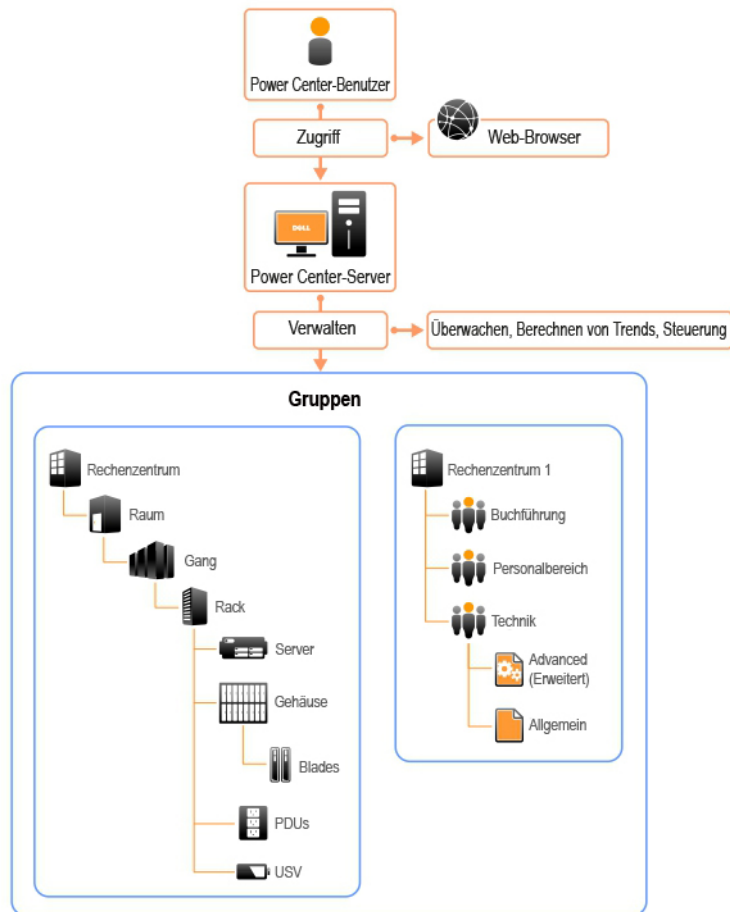 Power Center-Benutzer
Zugriff
Web-Browser
DELL
Power Center-Server
Verwalten
Überwachen, Berechnen von Trends, Steuerung
Gruppen
Rechenzentrum
Raum
Gang
Rack
Server
Gehäuse
Blades
PDUs
USV
Rechenzentrum 1
Buchführung
Personalbereich
Technik
Advanced
(Erweitert)
Allgemein